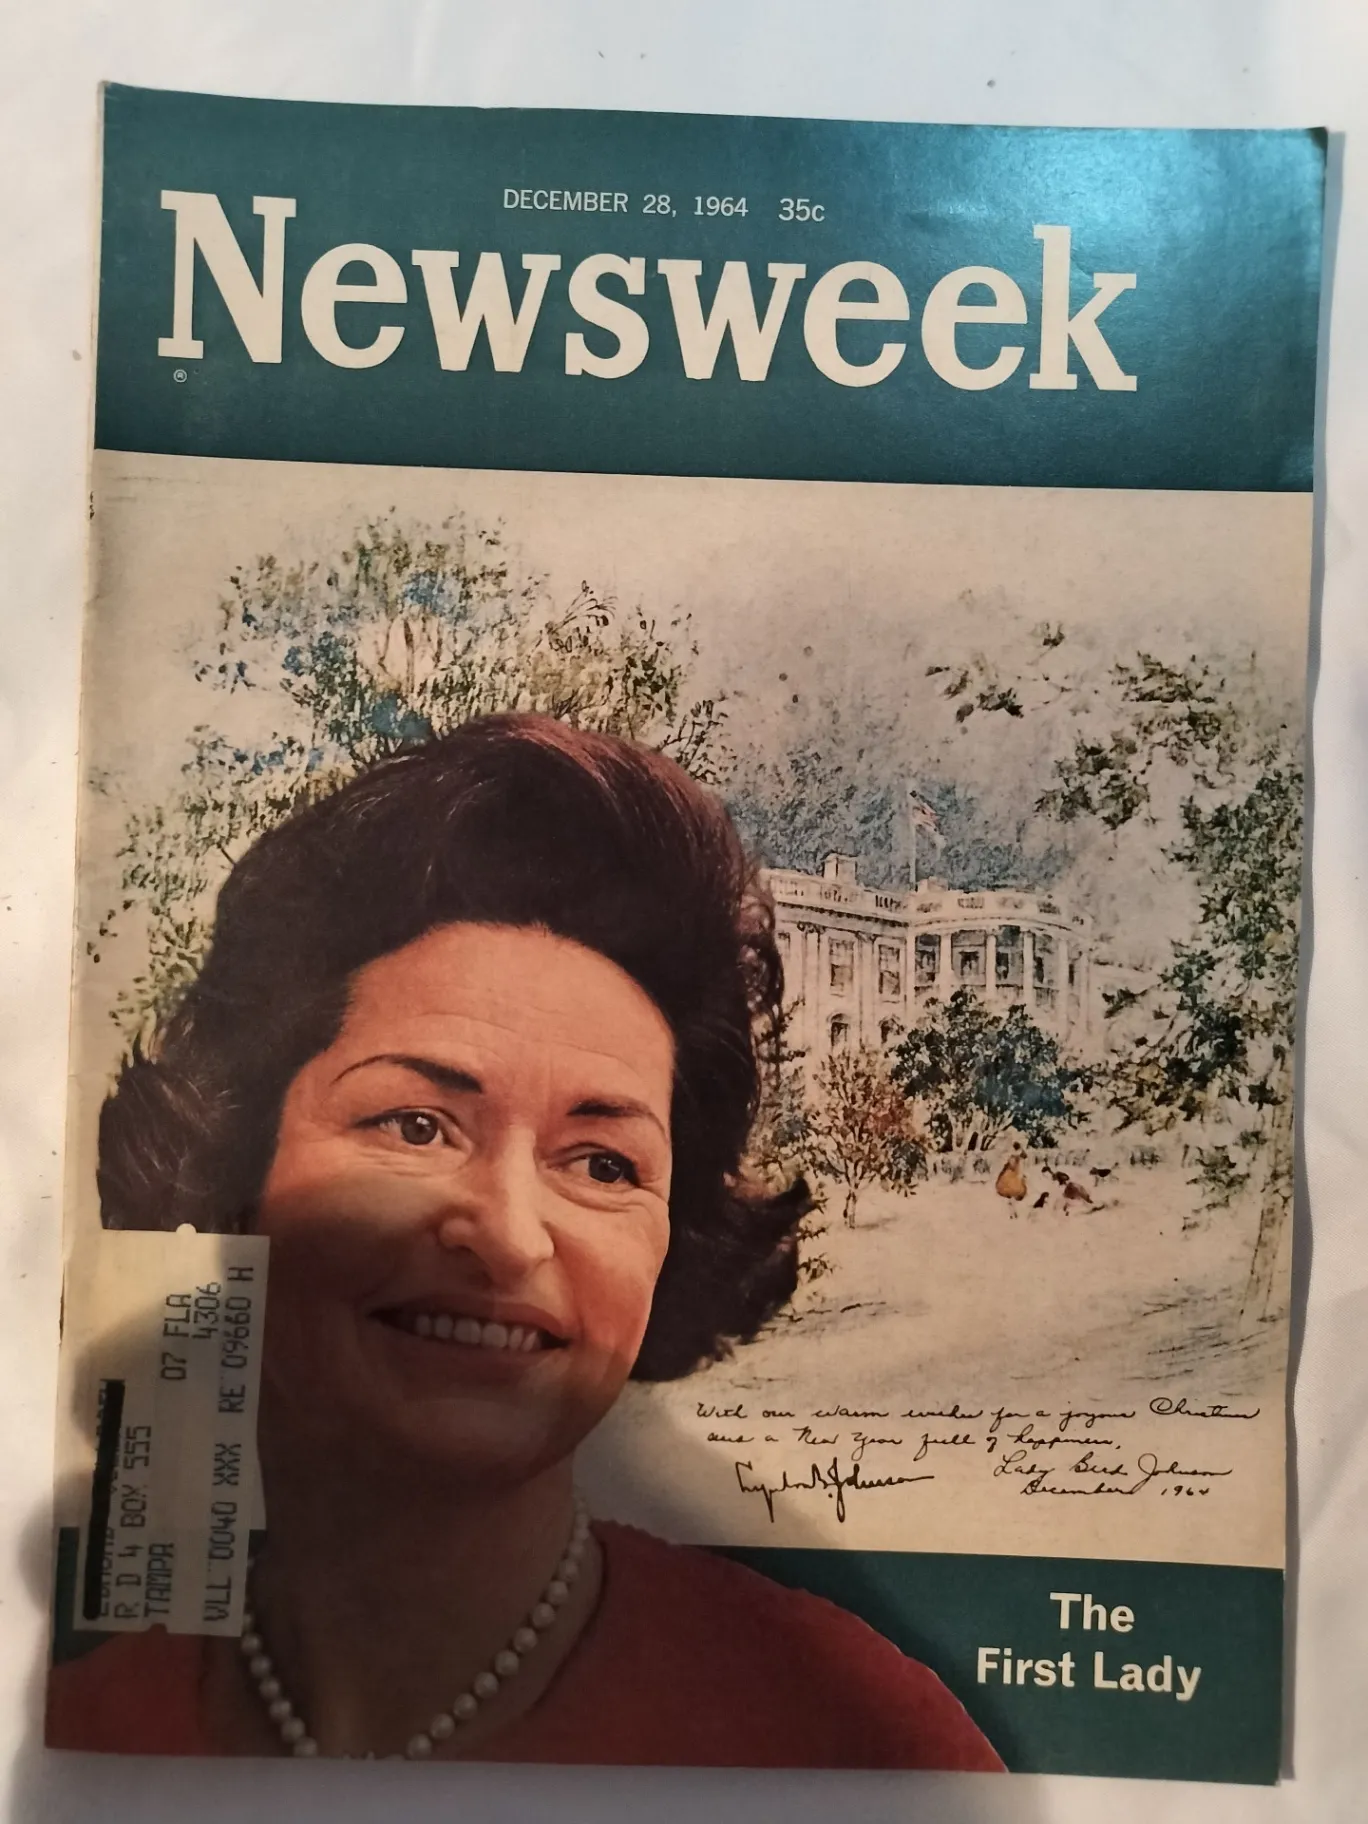 DECEMBER 28, 1964 35c
Newsweek
®
With our warm wishes for a joyous Christmas
and a New Year full of happiness,
Lyndon B. Johnson
Lady Bird Johnson
December 1964
The
First Lady
07 FLA
4306
R D 4 BOX 555
TAMPA
VLL 0040 XXX RE 09660 H